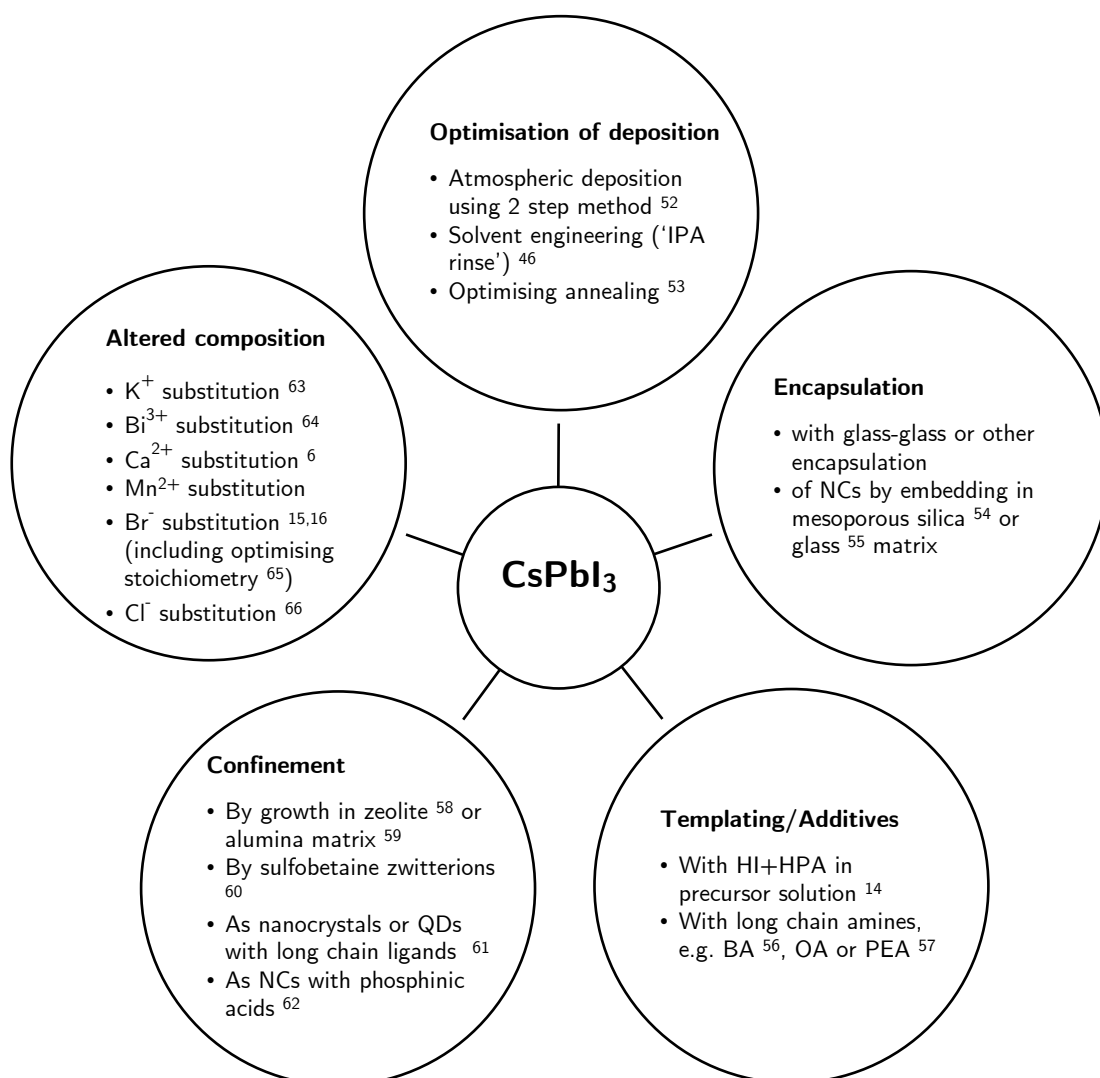 Optimisation of deposition
• Atmospheric deposition
using 2 step method 52
• Solvent engineering (‘IPA
rinse’) 46
• Optimising annealing 53
Altered composition
• K+ substitution 63
• Bi3+ substitution 64
• Ca2+ substitution 6
• Mn2+ substitution
• Br- substitution 15,16
(including optimising
stoichiometry 65)
• Cl- substitution 66
Encapsulation
• with glass-glass or other
encapsulation
• of NCs by embedding in
mesoporous silica 54 or
glass 55 matrix
CsPbI3
Confinement
• By growth in zeolite 58 or
alumina matrix 59
• By sulfobetaine zwitterions
60
• As nanocrystals or QDs
with long chain ligands 61
• As NCs with phosphinic
acids 62
Templating/Additives
• With HI+HPA in
precursor solution 14
• With long chain amines,
e.g. BA 56, OA or PEA 57